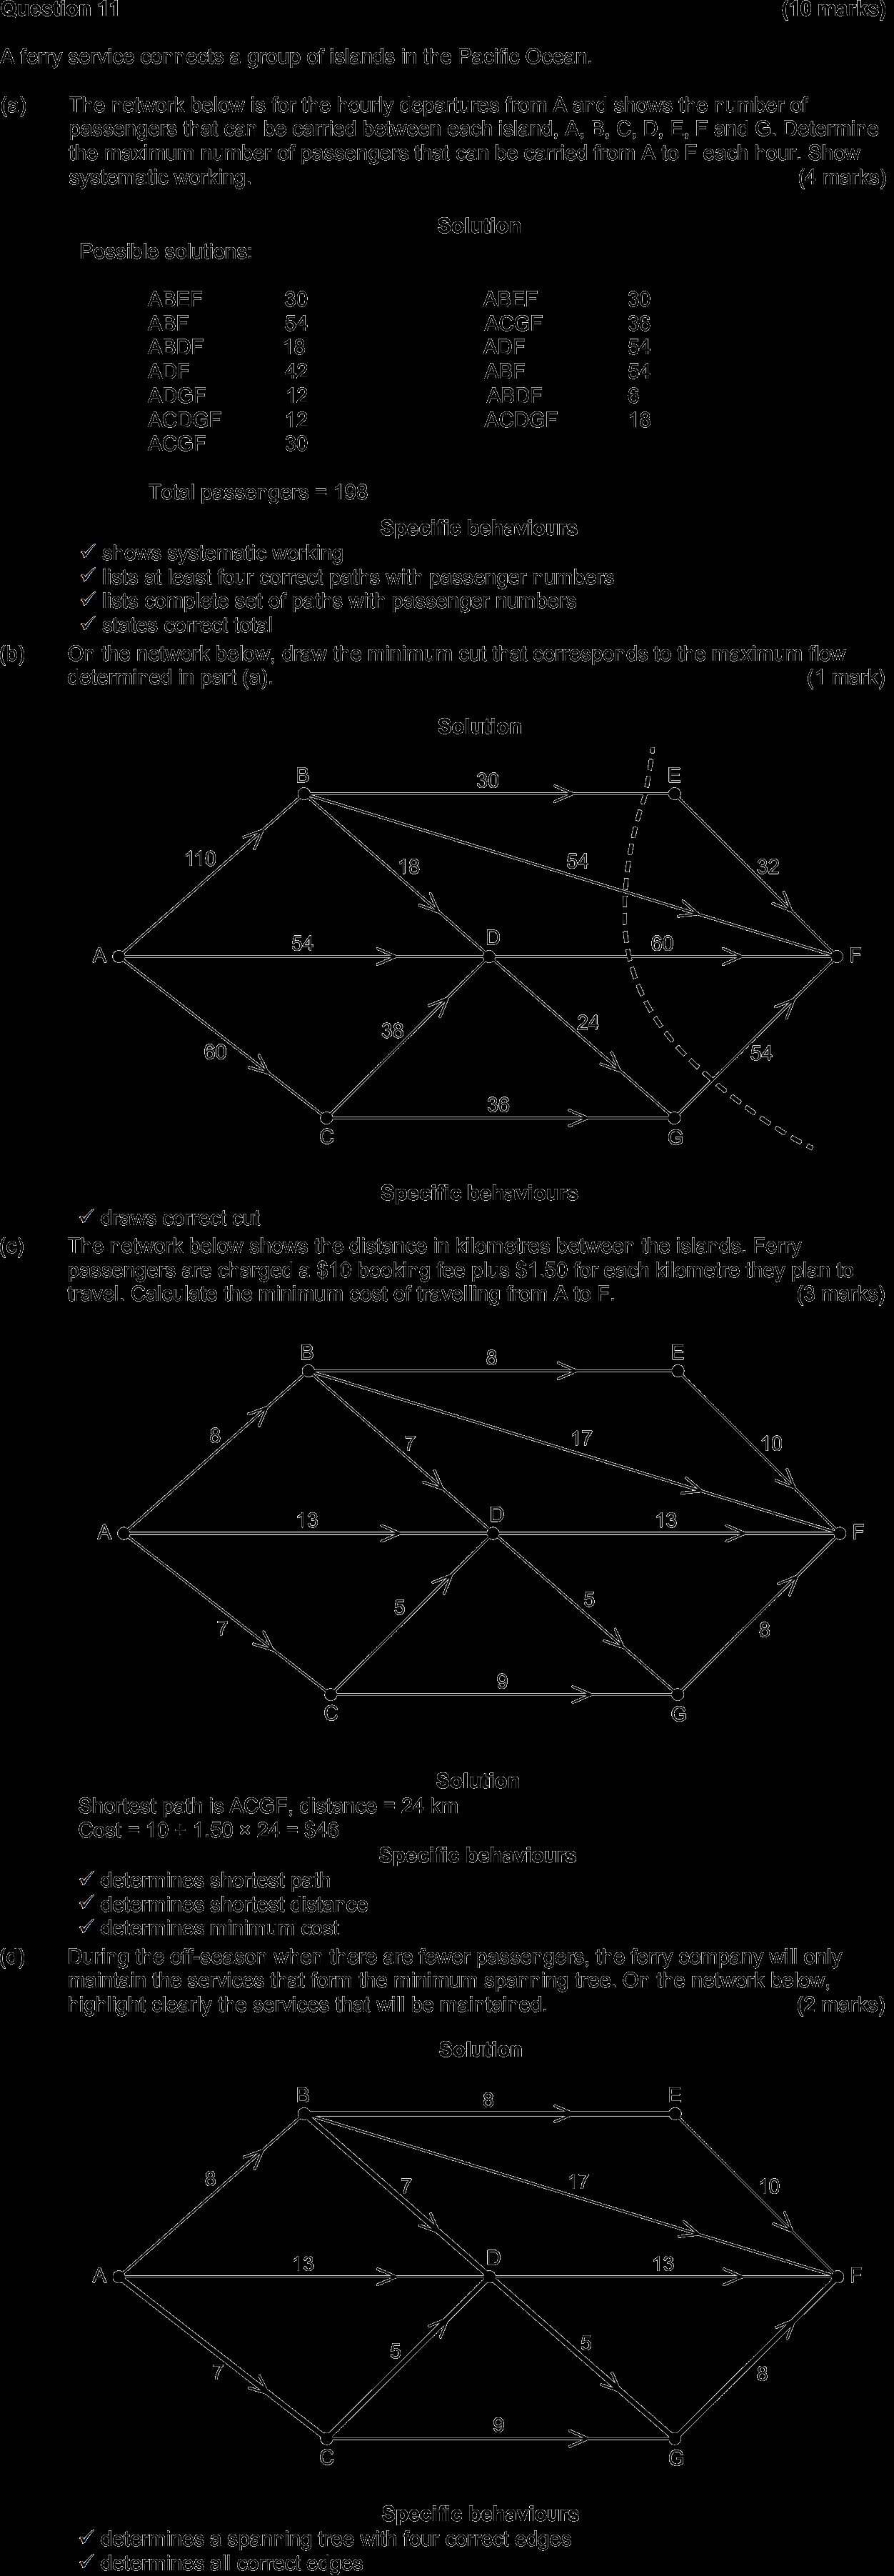 Question 11 (10 marks)
A ferry service connects a group of islands in the Pacific Ocean.
(a) The network below is for the hourly departures from A and shows the number of
passengers that can be carried between each island, A, B, C, D, E, F and G. Determine
the maximum number of passengers that can be carried from A to F each hour. Show
systematic working. (4 marks)
Solution
Possible solutions:
ABEF 30 ABEF 30
ABF 54 ACGF 36
ABDF 18 ADF 54
ADF 42 ABF 54
ADGF 12 ABDF 6
ACDGF 12 ACDGF 18
ACGF 30
Total passengers = 198
Specific behaviours
✓ shows systematic working
✓ lists at least four correct paths with passenger numbers
✓ lists complete set of paths with passenger numbers
✓ states correct total
(b) On the network below, draw the minimum cut that corresponds to the maximum flow
determined in part (a). (1 mark)
Solution
B 30 E
110 18 54 32
A 54 D 60 F
60 38 24 54
C 36 G
Specific behaviours
✓ draws correct cut
(c) The network below shows the distance in kilometres between the islands. Ferry
passengers are charged a $10 booking fee plus $1.50 for each kilometre they plan to
travel. Calculate the minimum cost of travelling from A to F. (3 marks)
B 8 E
8 7 17 10
A 13 D 13 F
7 5 5 8
C 9 G
Solution
Shortest path is ACGF, distance = 24 km
Cost = 10 + 1.50 × 24 = $46
Specific behaviours
✓ determines shortest path
✓ determines shortest distance
✓ determines minimum cost
(d) During the off-season when there are fewer passengers, the ferry company will only
maintain the services that form the minimum spanning tree. On the network below,
highlight clearly the services that will be maintained. (2 marks)
Solution
B 8 E
8 7 17 10
A 13 D 13 F
7 5 5 8
C 9 G
Specific behaviours
✓ determines a spanning tree with four correct edges
✓ determines all correct edges